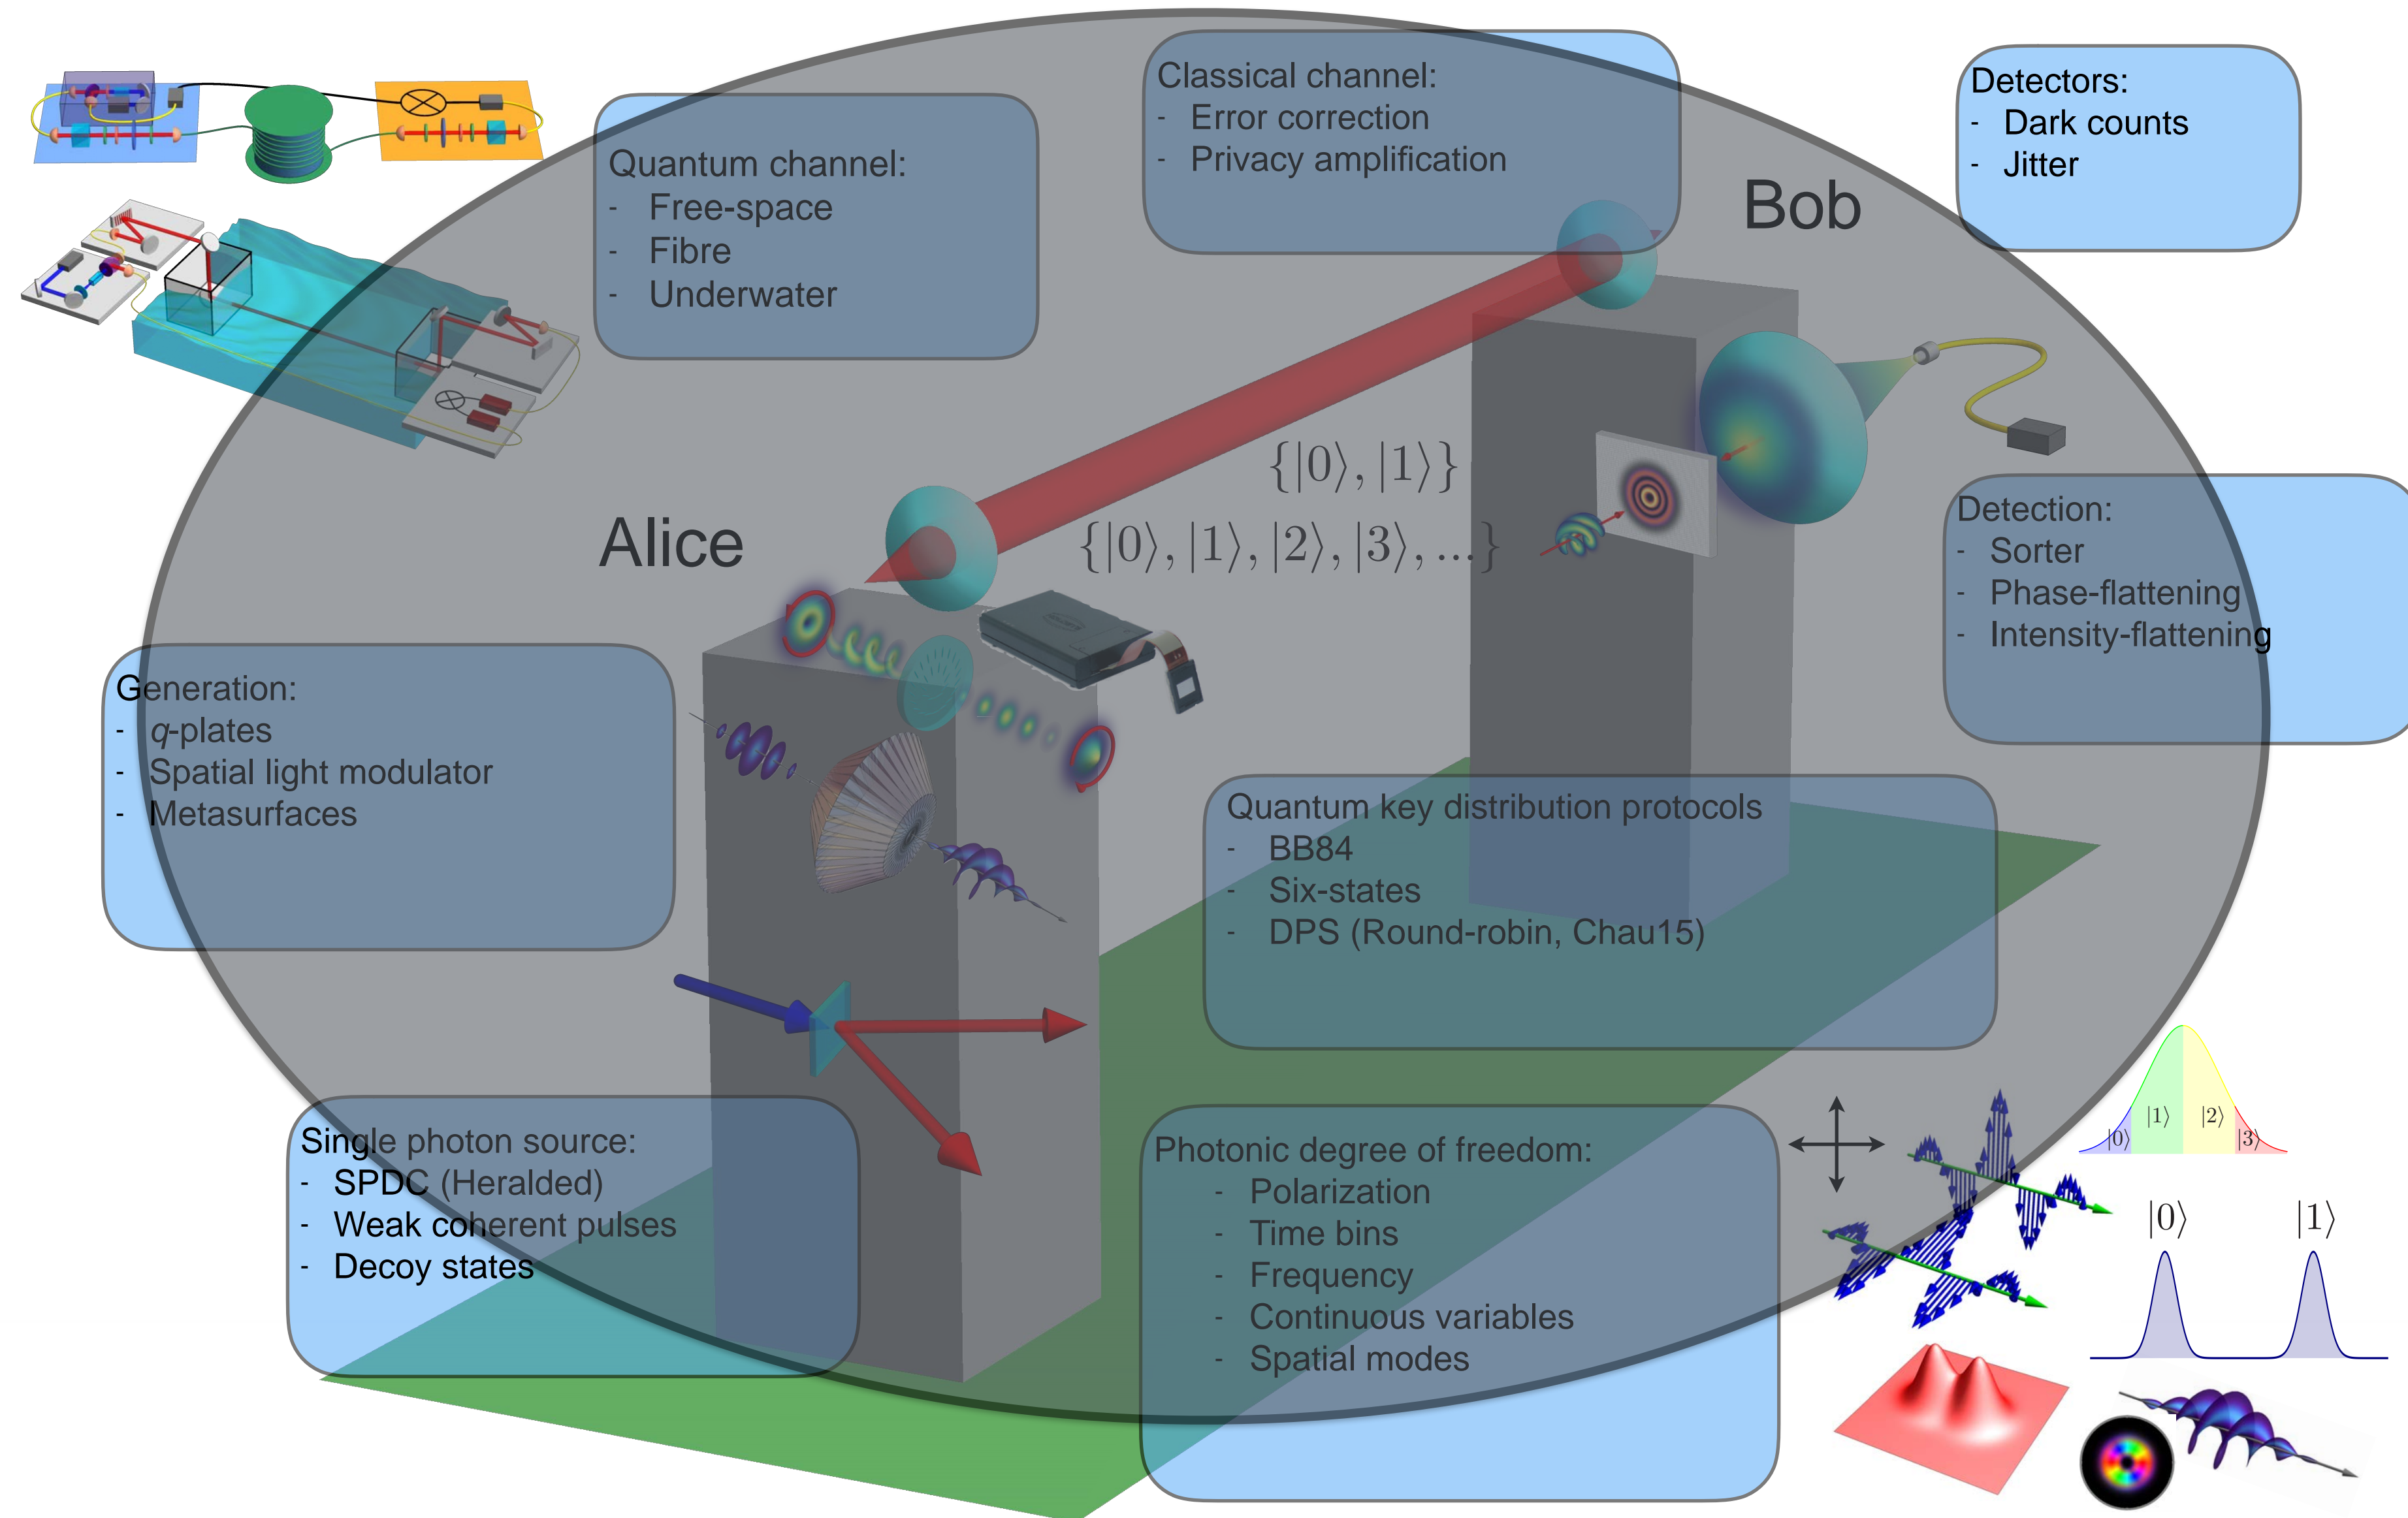 Classical channel:
- Error correction
- Privacy amplification
Detectors:
- Dark counts
- Jitter
Quantum channel:
- Free-space
- Fibre
- Underwater
Bob
{|0⟩, |1⟩}
{|0⟩, |1⟩, |2⟩, |3⟩, ...}
Alice
Detection:
- Sorter
- Phase-flattening
- Intensity-flattening
Generation:
- q-plates
- Spatial light modulator
- Metasurfaces
Quantum key distribution protocols
- BB84
- Six-states
- DPS (Round-robin, Chau15)
Single photon source:
- SPDC (Heralded)
- Weak coherent pulses
- Decoy states
Photonic degree of freedom:
- Polarization
- Time bins
- Frequency
- Continuous variables
- Spatial modes
|0⟩ |1⟩ |2⟩ |3⟩
|0⟩ |1⟩